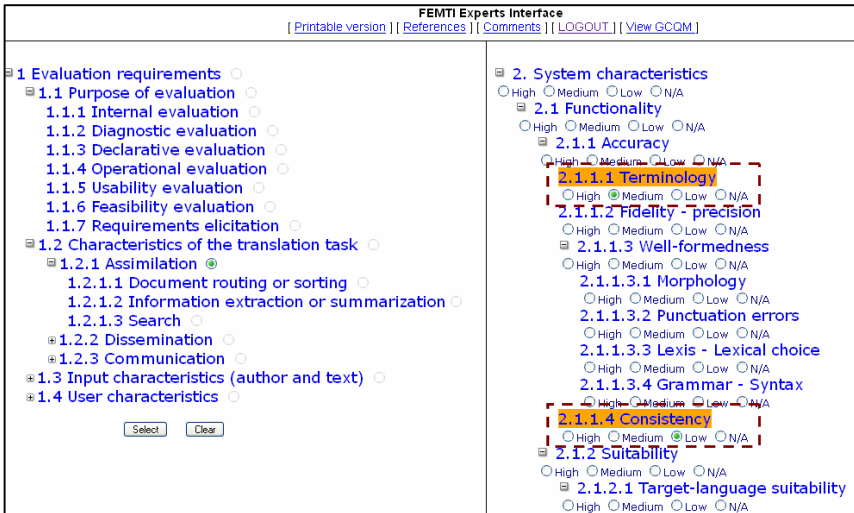 FEMTI Experts Interface
[ Printable version ] [ References ] [ Comments ] [ LOGOUT ] [ View GCQM ]
1 Evaluation requirements
1.1 Purpose of evaluation
1.1.1 Internal evaluation
1.1.2 Diagnostic evaluation
1.1.3 Declarative evaluation
1.1.4 Operational evaluation
1.1.5 Usability evaluation
1.1.6 Feasibility evaluation
1.1.7 Requirements elicitation
1.2 Characteristics of the translation task
1.2.1 Assimilation
1.2.1.1 Document routing or sorting
1.2.1.2 Information extraction or summarization
1.2.1.3 Search
1.2.2 Dissemination
1.2.3 Communication
1.3 Input characteristics (author and text)
1.4 User characteristics
Select Clear
2. System characteristics
High Medium Low N/A
2.1 Functionality
High Medium Low N/A
2.1.1 Accuracy
High Medium Low N/A
2.1.1.1 Terminology
High Medium Low N/A
2.1.1.2 Fidelity - precision
High Medium Low N/A
2.1.1.3 Well-formedness
High Medium Low N/A
2.1.1.3.1 Morphology
High Medium Low N/A
2.1.1.3.2 Punctuation errors
High Medium Low N/A
2.1.1.3.3 Lexis - Lexical choice
High Medium Low N/A
2.1.1.3.4 Grammar - Syntax
High Medium Low N/A
2.1.1.4 Consistency
High Medium Low N/A
2.1.2 Suitability
High Medium Low N/A
2.1.2.1 Target-language suitability
High Medium Low N/A